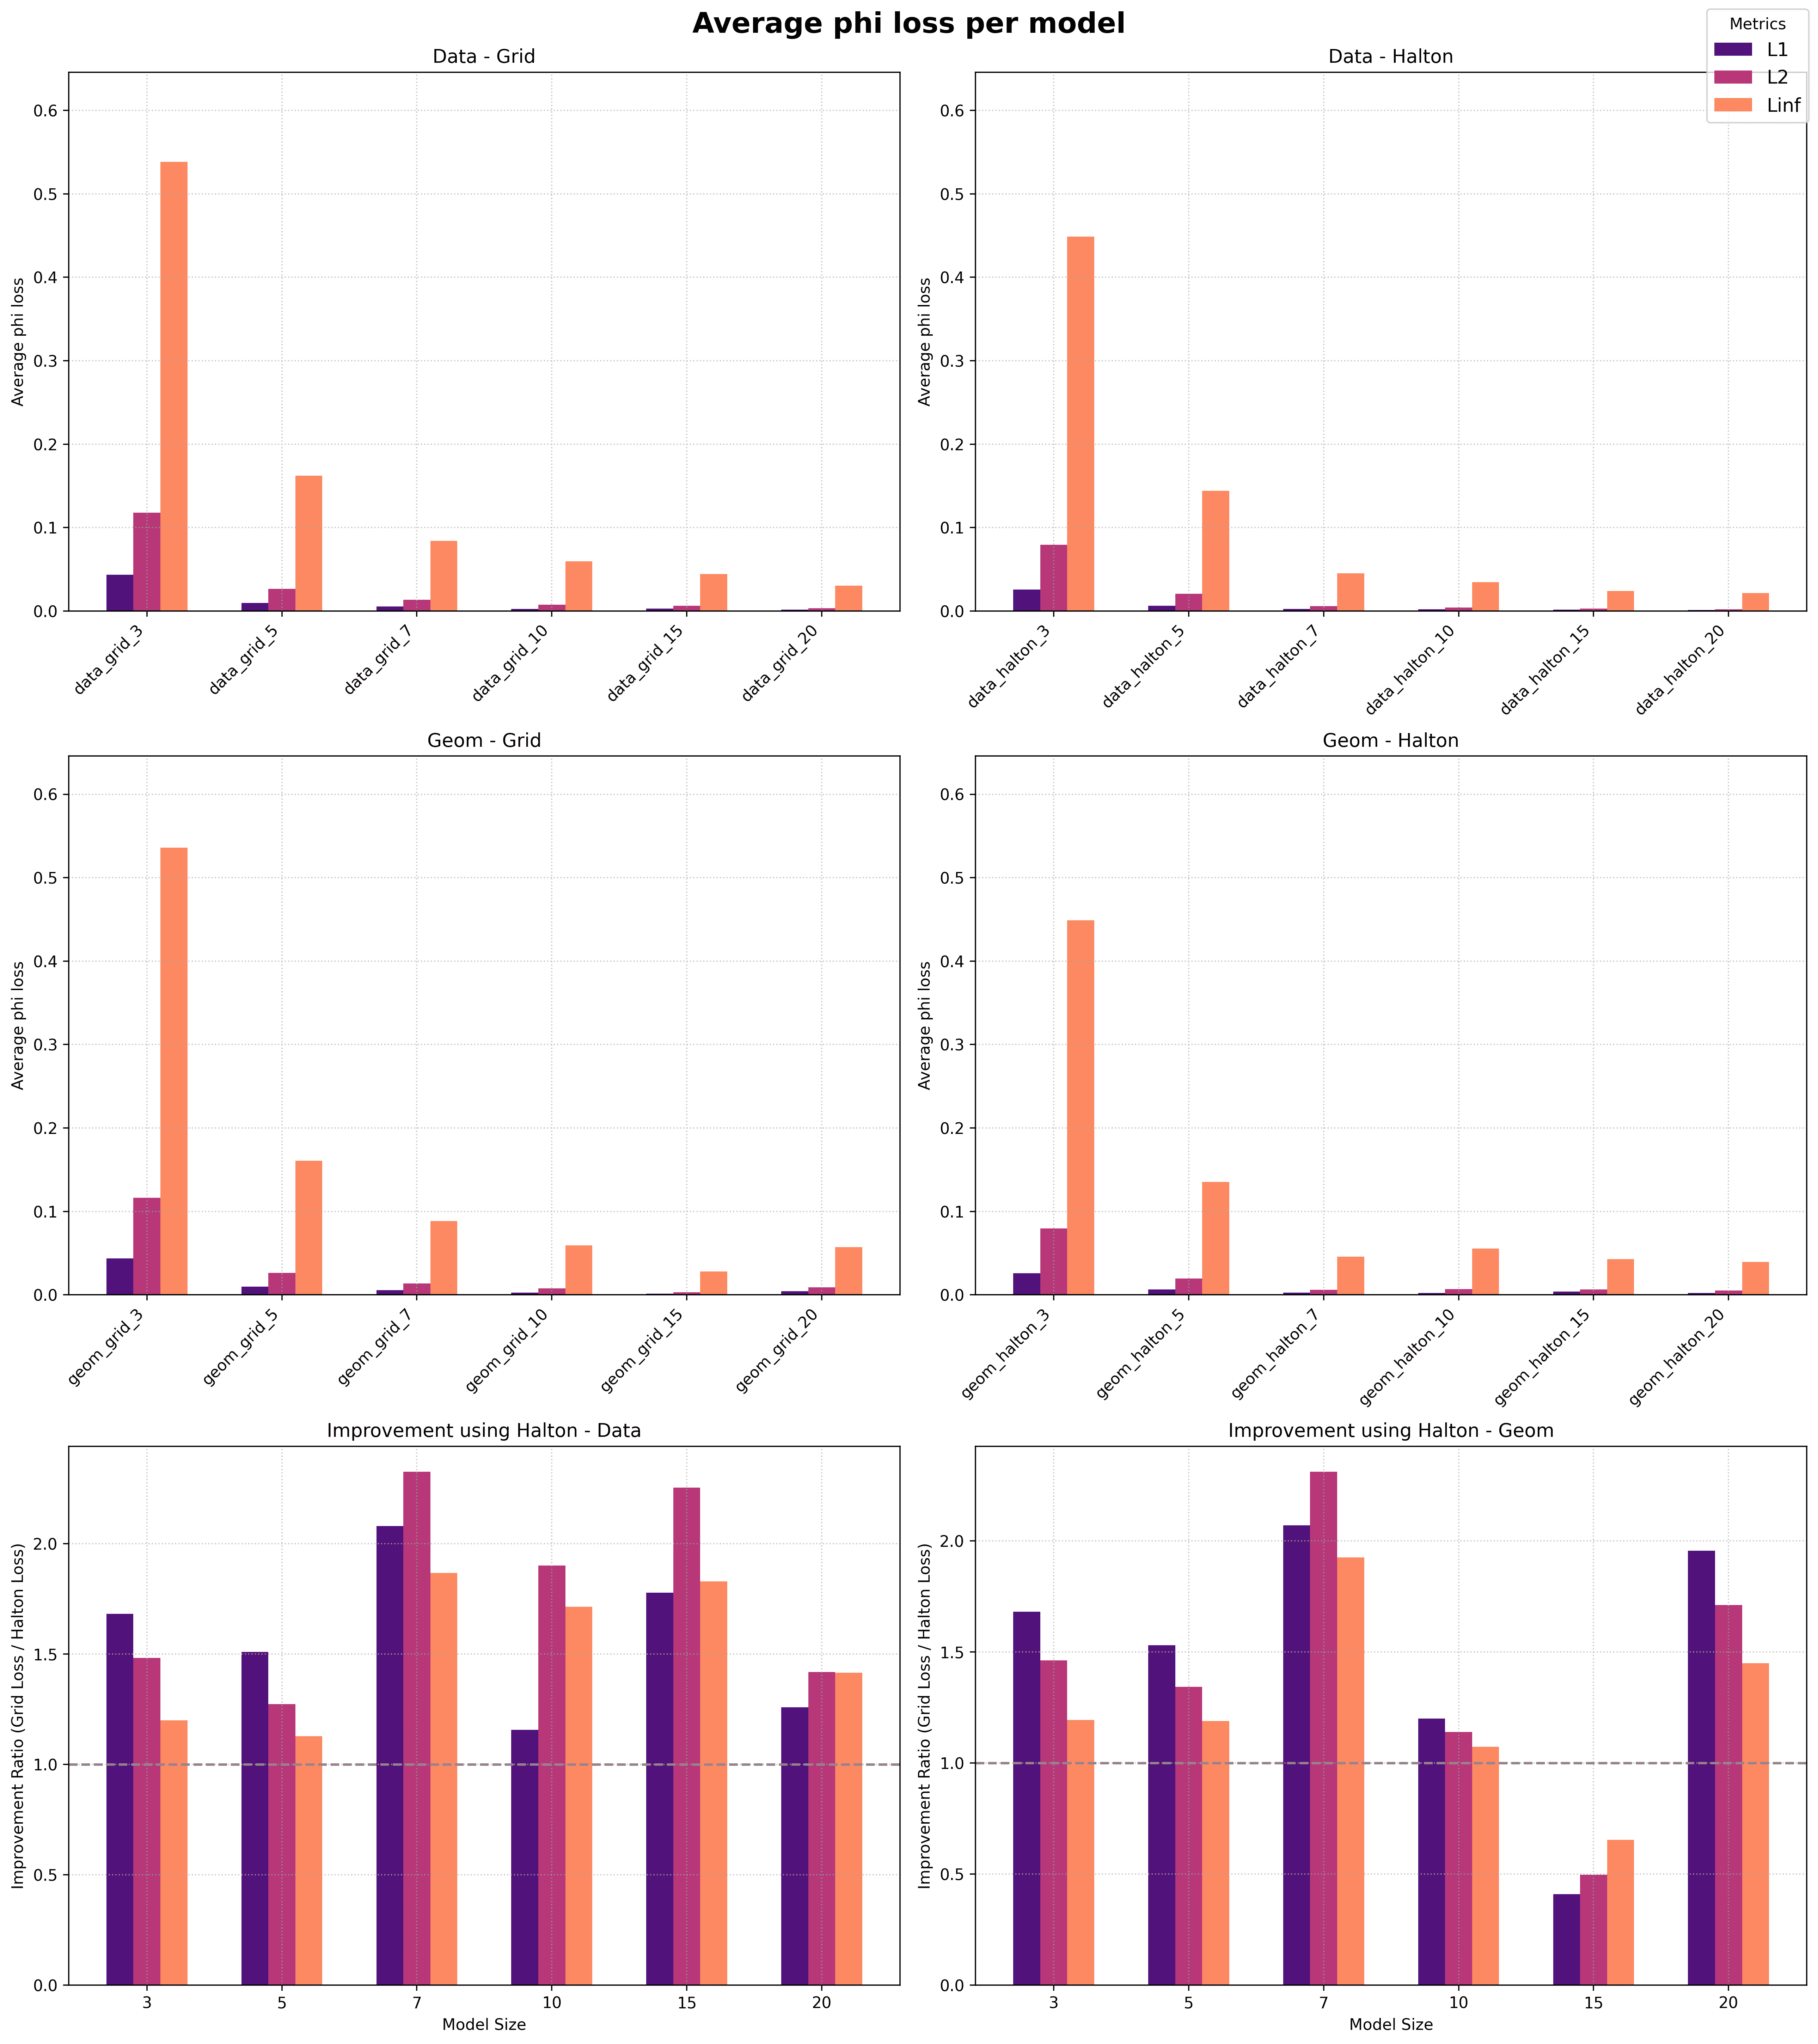 Average phi loss per model
Metrics
L1
L2
Linf
Data - Grid
Average phi loss
0.6
0.5
0.4
0.3
0.2
0.1
0.0
data_grid_3
data_grid_5
data_grid_7
data_grid_10
data_grid_15
data_grid_20
Data - Halton
Average phi loss
0.6
0.5
0.4
0.3
0.2
0.1
0.0
data_halton_3
data_halton_5
data_halton_7
data_halton_10
data_halton_15
data_halton_20
Geom - Grid
Average phi loss
0.6
0.5
0.4
0.3
0.2
0.1
0.0
geom_grid_3
geom_grid_5
geom_grid_7
geom_grid_10
geom_grid_15
geom_grid_20
Geom - Halton
Average phi loss
0.6
0.5
0.4
0.3
0.2
0.1
0.0
geom_halton_3
geom_halton_5
geom_halton_7
geom_halton_10
geom_halton_15
geom_halton_20
Improvement using Halton - Data
Improvement Ratio (Grid Loss / Halton Loss)
2.0
1.5
1.0
0.5
0.0
3
5
7
10
15
20
Model Size
Improvement using Halton - Geom
Improvement Ratio (Grid Loss / Halton Loss)
2.0
1.5
1.0
0.5
0.0
3
5
7
10
15
20
Model Size